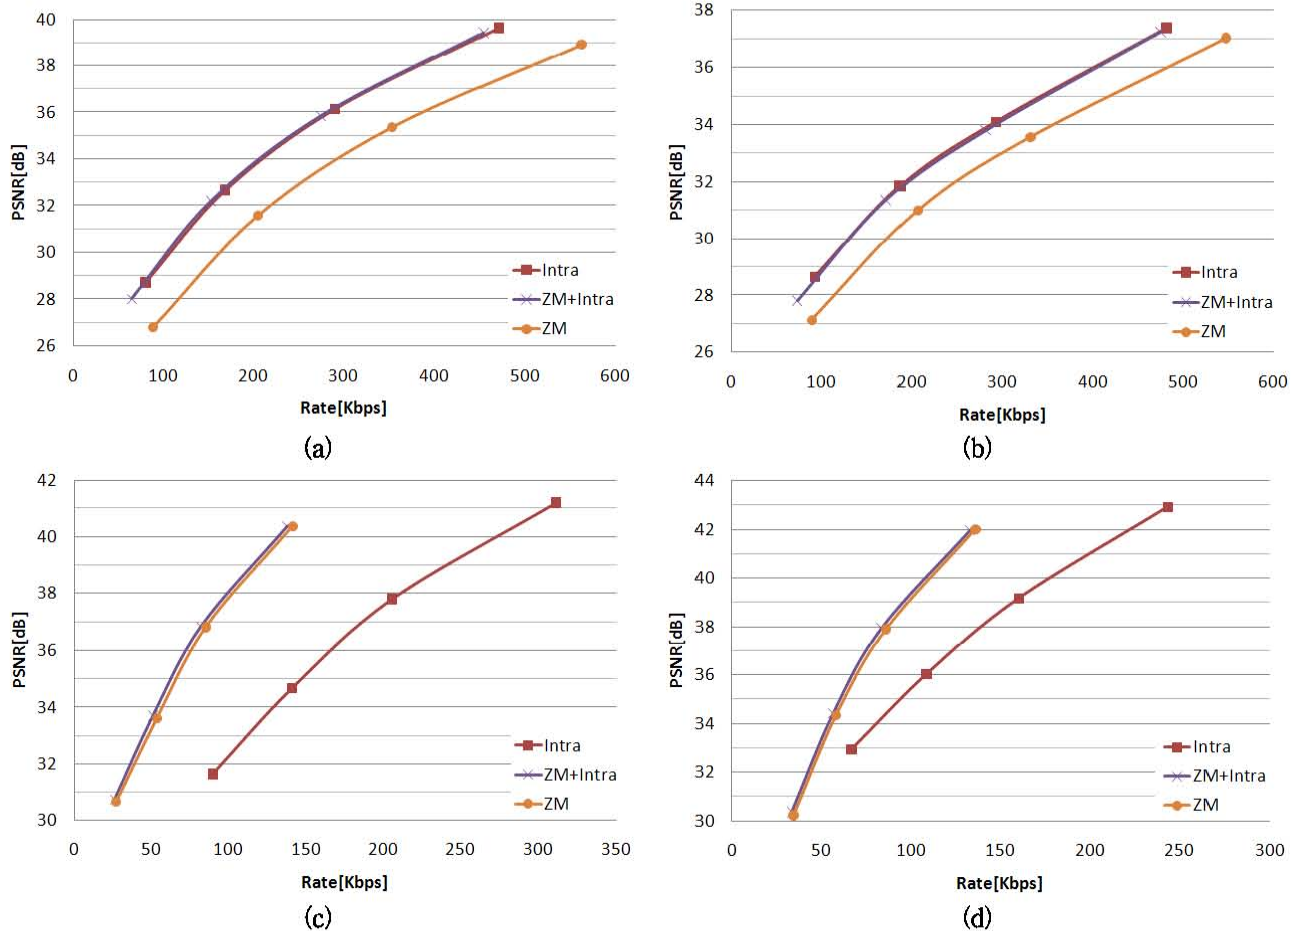 40
38
36
34
32
30
28
26
PSNR[dB]
0 100 200 300 400 500 600
Rate[Kbps]
Intra
ZM+Intra
ZM
(a)
38
36
34
32
30
28
26
PSNR[dB]
0 100 200 300 400 500 600
Rate[Kbps]
Intra
ZM+Intra
ZM
(b)
42
40
38
36
34
32
30
PSNR[dB]
0 50 100 150 200 250 300 350
Rate[Kbps]
Intra
ZM+Intra
ZM
(c)
44
42
40
38
36
34
32
30
PSNR[dB]
0 50 100 150 200 250 300
Rate[Kbps]
Intra
ZM+Intra
ZM
(d)